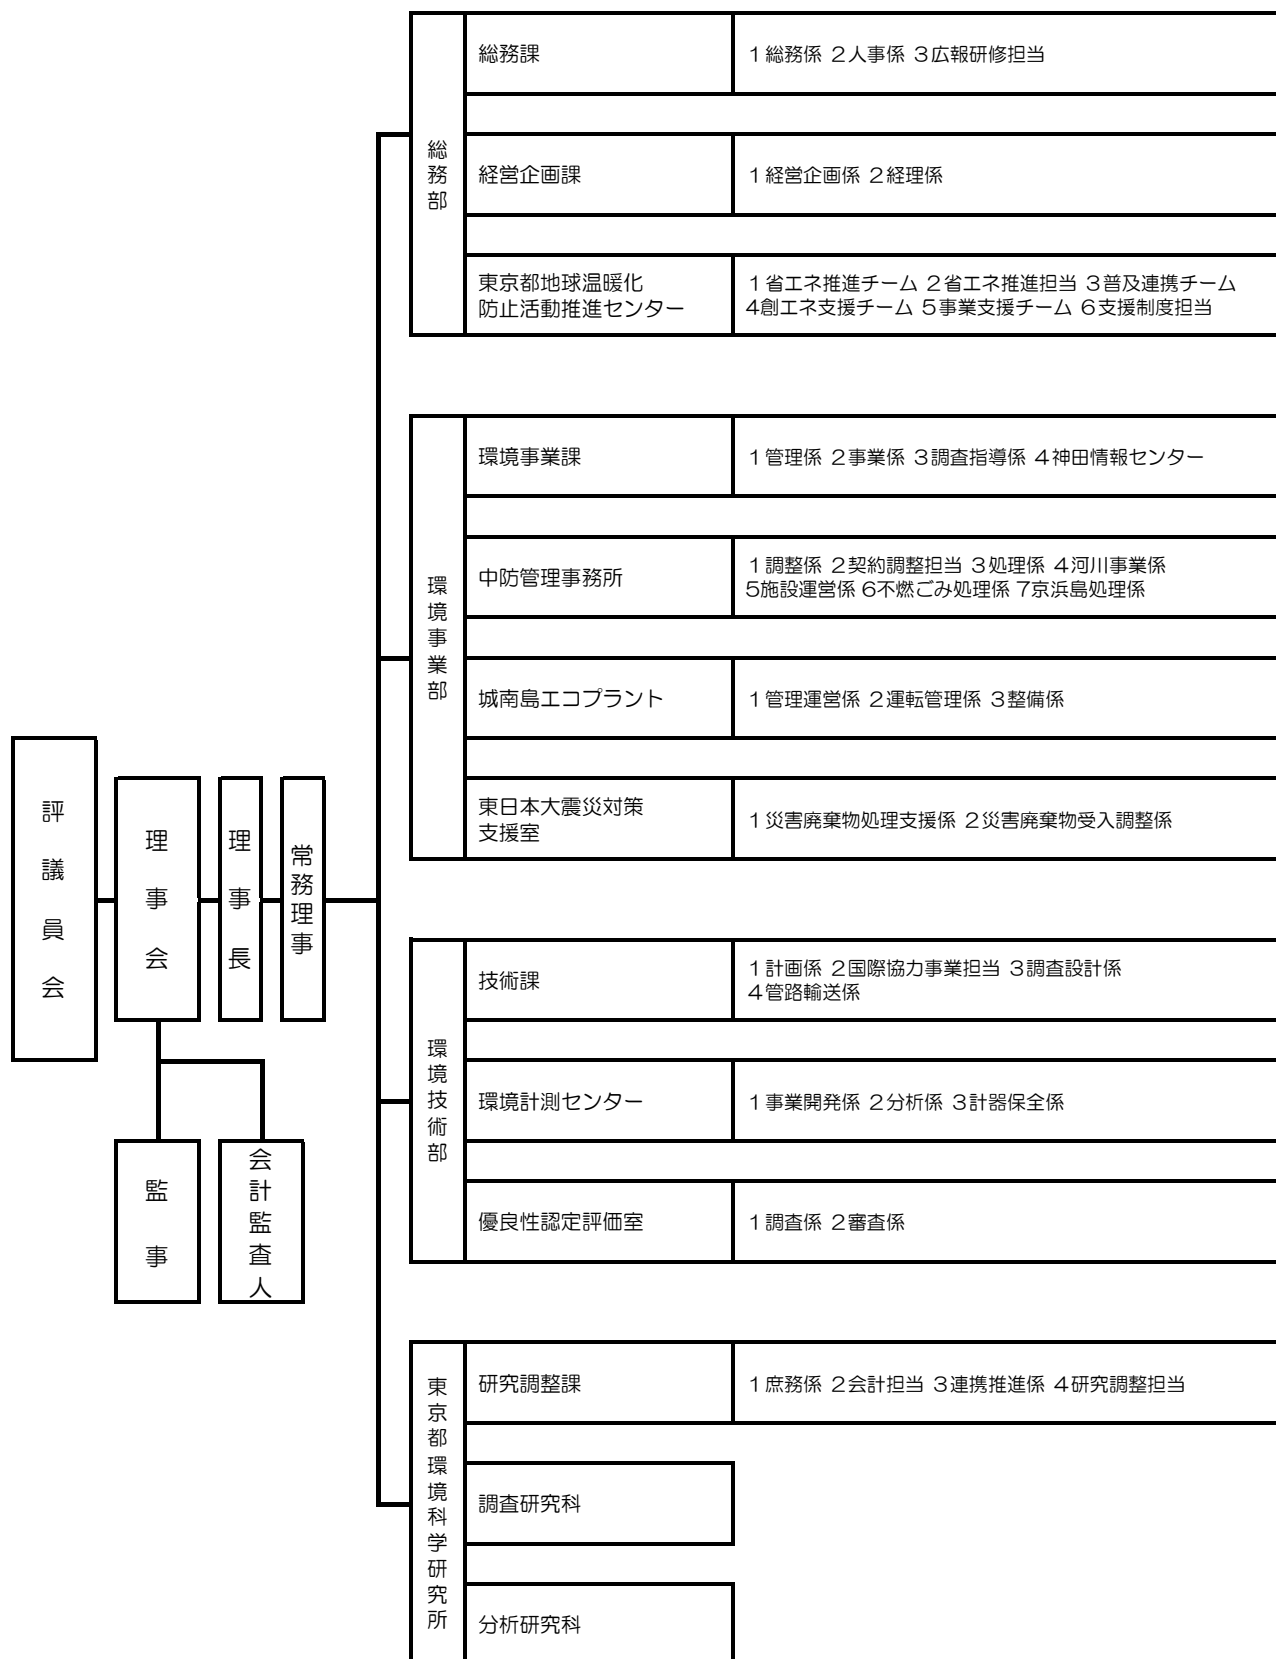 評議員会
理事会
理事長
常務理事
監事
会計監査人
総務部
総務課
１総務係 ２人事係 ３広報研修担当
経営企画課
１経営企画係 ２経理係
東京都地球温暖化
防止活動推進センター
１省エネ推進チーム ２省エネ推進担当 ３普及連携チーム
４創エネ支援チーム ５事業支援チーム ６支援制度担当
環境事業部
環境事業課
１管理係 ２事業係 ３調査指導係 ４神田情報センター
中防管理事務所
１調整係 ２契約調整担当 ３処理係 ４河川事業係
５施設運営係 ６不燃ごみ処理係 ７京浜島処理係
城南島エコプラント
１管理運営係 ２運転管理係 ３整備係
東日本大震災対策
支援室
１災害廃棄物処理支援係 ２災害廃棄物受入調整係
環境技術部
技術課
１計画係 ２国際協力事業担当 ３調査設計係
４管路輸送係
環境計測センター
１事業開発係 ２分析係 ３計器保全係
優良性認定評価室
１調査係 ２審査係
東京都環境科学研究所
研究調整課
１庶務係 ２会計担当 ３連携推進係 ４研究調整担当
調査研究科
分析研究科